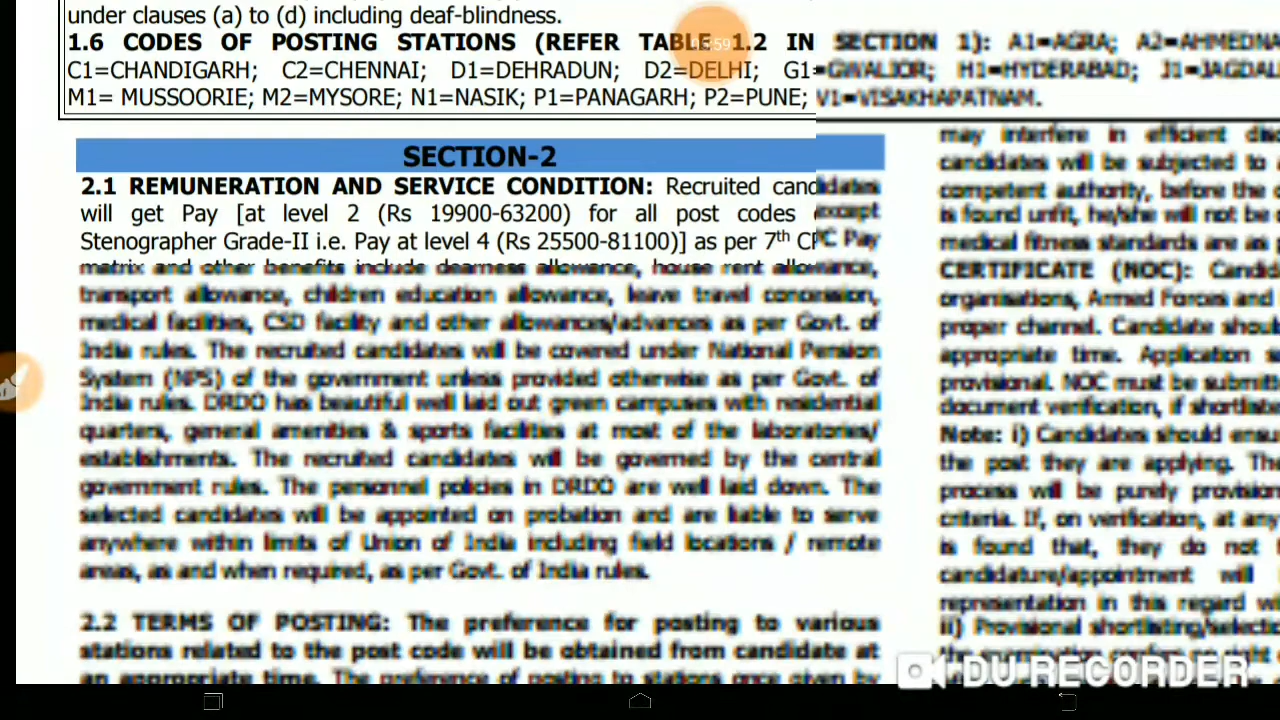 under clauses (a) to (d) including deaf-blindness.
1.6 CODES OF POSTING STATIONS (REFER TABLE 1.2 IN SECTION 1): A1=AGRA; A2=AHMEDNA
C1=CHANDIGARH; C2=CHENNAI; D1=DEHRADUN; D2=DELHI; G1=GWALIOR; H1=HYDERABAD; J1=JAGDAL
M1= MUSSOORIE; M2=MYSORE; N1=NASIK; P1=PANAGARH; P2=PUNE; V1=VISAKHAPATNAM.
SECTION-2
2.1 REMUNERATION AND SERVICE CONDITION: Recruited candidates
will get Pay [at level 2 (Rs 19900-63200) for all post codes except
Stenographer Grade-II i.e. Pay at level 4 (Rs 25500-81100)] as per 7th CPC Pay
matrix and other benefits include dearness allowance, house rent allowance,
transport allowance, children education allowance, leave travel concession,
medical facilities, CSD facility and other allowances/advances as per Govt. of
India rules. The recruited candidates will be covered under National Pension
System (NPS) of the government unless provided otherwise as per Govt. of
India rules. DRDO has beautiful well laid out green campuses with residential
quarters, general amenities & sports facilities at most of the laboratories/
establishments. The recruited candidates will be governed by the central
government rules. The personnel policies in DRDO are well laid down. The
selected candidates will be appointed on probation and are liable to serve
anywhere within limits of Union of India including field locations / remote
areas, as and when required, as per Govt. of India rules.
2.2 TERMS OF POSTING: The preference for posting to various
stations related to the post code will be obtained from candidate at
an appropriate time. The preference of posting to stations once given by
may interfere in efficient
candidates will be subjected to
competent authority, before the
is found unfit, he/she will not be
medical fitness standards are as
CERTIFICATE (NOC):
organisations, Armed Forces and
proper channel. Candidate
appropriate time. Application
provisional. NOC must be
document verification, if
Note: i) Candidates should
the post they are applying.
process will be purely
criteria. If, on verification, at any
is found that, they do not
candidature/appointment will
representation in this regard
ii) Provisional
DU RECORDER